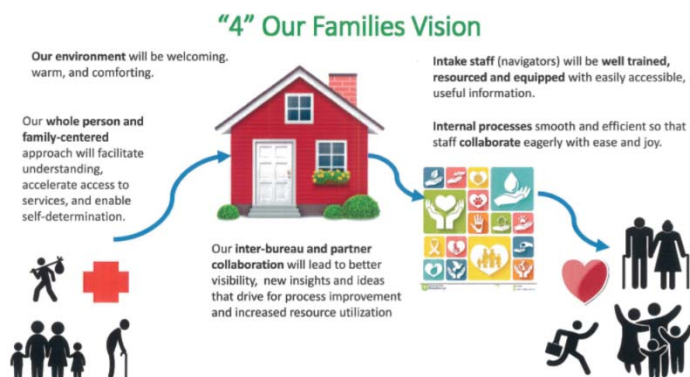 “4” Our Families Vision
Our environment will be welcoming.
warm, and comforting.
Our whole person and
family-centered
approach will facilitate
understanding,
accelerate access to
services, and enable
self-determination.
Our inter-bureau and partner
collaboration will lead to better
visibility, new insights and ideas
that drive for process improvement
and increased resource utilization
Intake staff (navigators) will be well trained,
resourced and equipped with easily accessible,
useful information.
Internal processes smooth and efficient so that
staff collaborate eagerly with ease and joy.